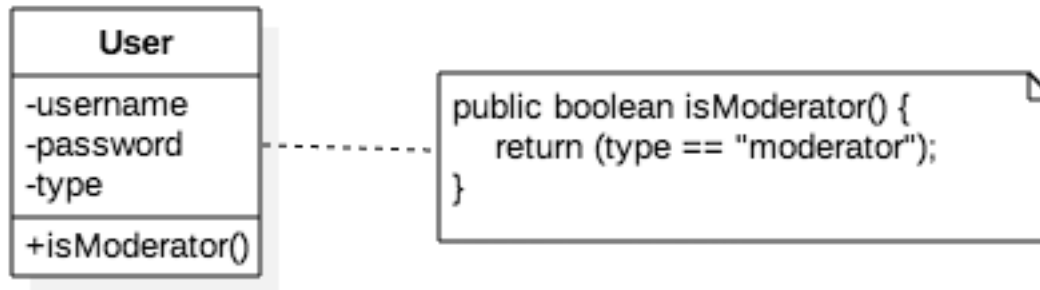 User
-username
-password
-type
+isModerator()
public boolean isModerator() {
return (type == "moderator");
}